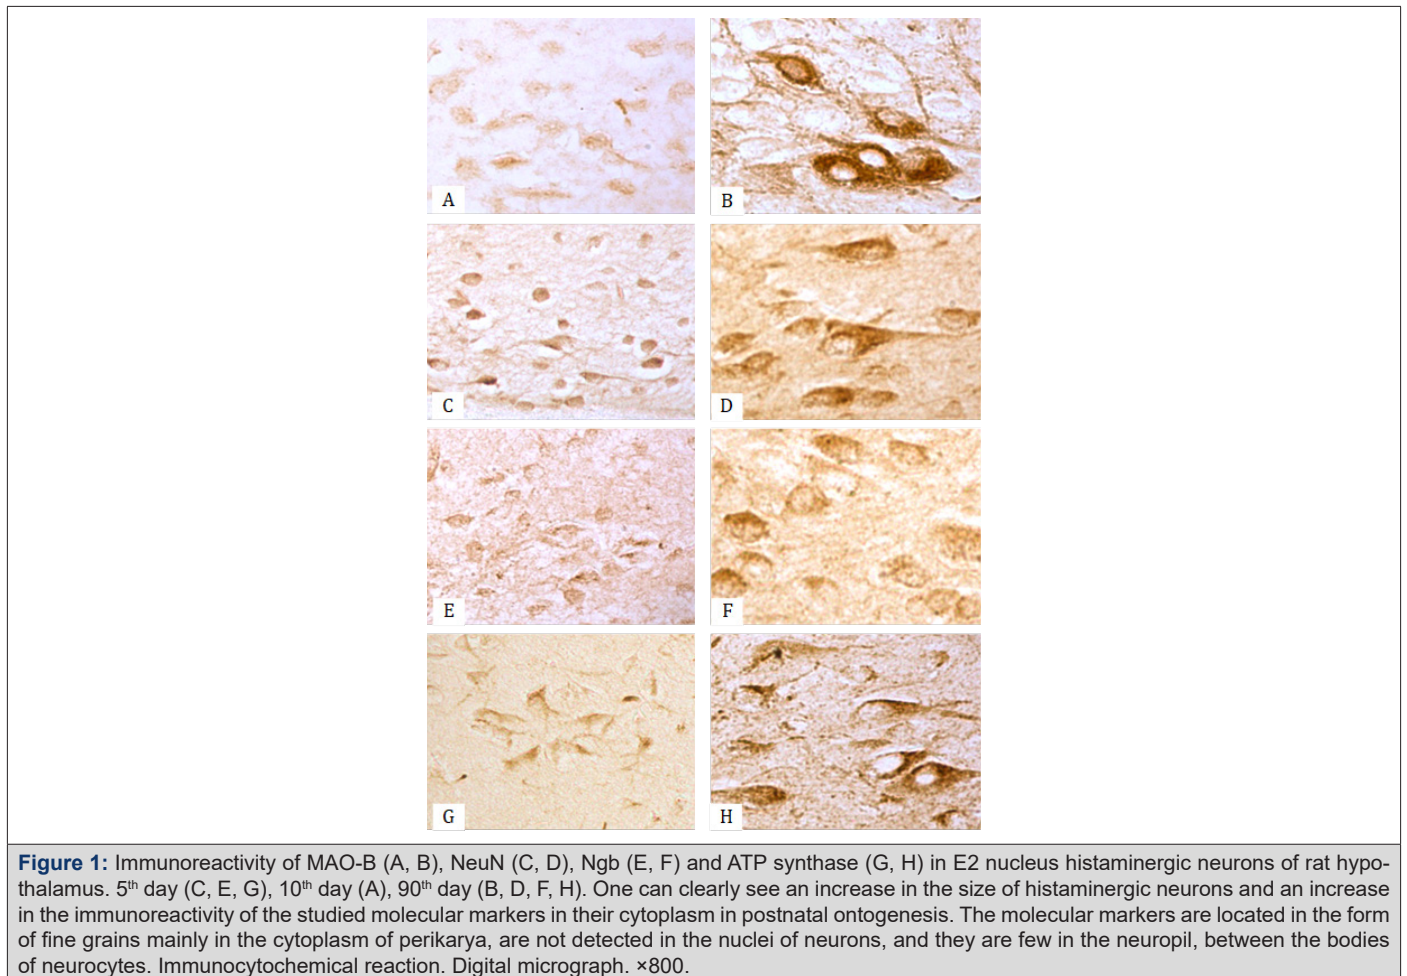 A
B
C
D
E
F
G
H
Figure 1: Immunoreactivity of MAO-B (A, B), NeuN (C, D), Ngb (E, F) and ATP synthase (G, H) in E2 nucleus histaminergic neurons of rat hypo-
thalamus. 5th day (C, E, G), 10th day (A), 90th day (B, D, F, H). One can clearly see an increase in the size of histaminergic neurons and an increase
in the immunoreactivity of the studied molecular markers in their cytoplasm in postnatal ontogenesis. The molecular markers are located in the form
of fine grains mainly in the cytoplasm of perikarya, are not detected in the nuclei of neurons, and they are few in the neuropil, between the bodies
of neurocytes. Immunocytochemical reaction. Digital micrograph. ×800.